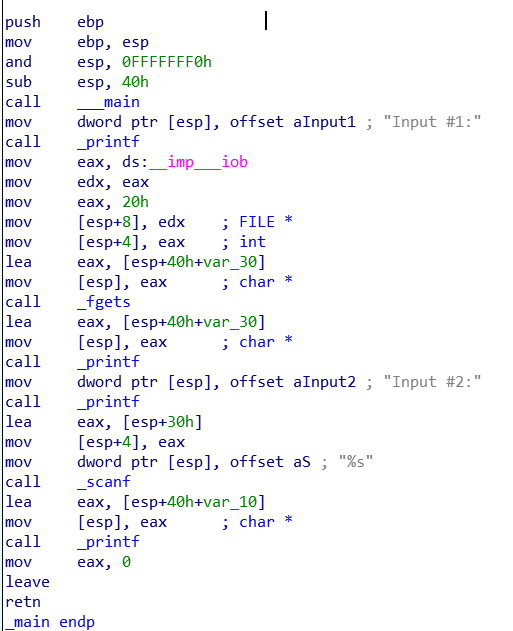 push    ebp
mov     ebp, esp
and     esp, 0FFFFFFF0h
sub     esp, 40h
call    ___main
mov     dword ptr [esp], offset aInput1 ; "Input #1:"
call    _printf
mov     eax, ds:__imp___iob
mov     edx, eax
mov     eax, 20h
mov     [esp+8], edx    ; FILE *
mov     [esp+4], eax    ; int
lea     eax, [esp+40h+var_30]
mov     [esp], eax      ; char *
call    _fgets
lea     eax, [esp+40h+var_30]
mov     [esp], eax      ; char *
call    _printf
mov     dword ptr [esp], offset aInput2 ; "Input #2:"
call    _printf
lea     eax, [esp+30h]
mov     [esp+4], eax
mov     dword ptr [esp], offset aS ; "%s"
call    _scanf
lea     eax, [esp+40h+var_10]
mov     [esp], eax      ; char *
call    _printf
mov     eax, 0
leave
retn
_main endp